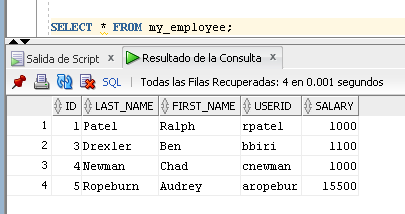 SELECT * FROM my_employee;
Salida de Script Resultado de la Consulta
SQL Todas las Filas Recuperadas: 4 en 0.001 segundos
ID LAST_NAME FIRST_NAME USERID SALARY
1 1 Patel Ralph rpatel 1000
2 3 Drexler Ben bbiri 1100
3 4 Newman Chad cnewman 1000
4 5 Ropeburn Audrey aropebur 15500